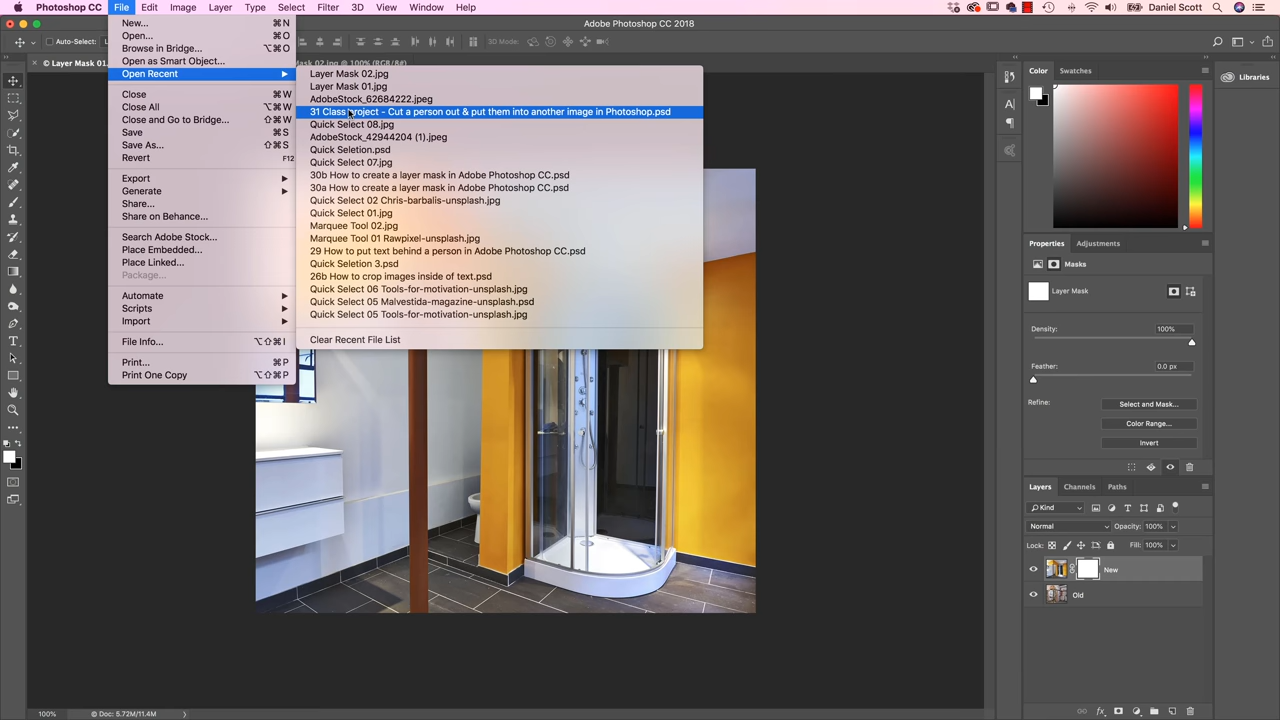 Photoshop CC File Edit Image Layer Type Select Filter 3D View Window Help Daniel Scott
Adobe Photoshop CC 2018
Auto-Select: 3D Mode:
© Layer Mask 01. Mask 02.jpg @ 100% (RGB/8#)
New... ⌘N
Open... ⌘O
Browse in Bridge... ⌥⌘O
Open as Smart Object...
Open Recent
Close ⌘W
Close All ⌥⌘W
Close and Go to Bridge... ⇧⌘W
Save ⌘S
Save As... ⇧⌘S
Revert F12
Export
Generate
Share...
Share on Behance...
Search Adobe Stock...
Place Embedded...
Place Linked...
Package...
Automate
Scripts
Import
File Info... ⌥⇧⌘I
Print... ⌘P
Print One Copy ⌥⇧⌘P
Layer Mask 02.jpg
Layer Mask 01.jpg
AdobeStock_62684222.jpeg
31 Class project - Cut a person out & put them into another image in Photoshop.psd
Quick Select 08.jpg
AdobeStock_42944204 (1).jpeg
Quick Seletion.psd
Quick Select 07.jpg
30b How to create a layer mask in Adobe Photoshop CC.psd
30a How to create a layer mask in Adobe Photoshop CC.psd
Quick Select 02 Chris-barbalis-unsplash.jpg
Quick Select 01.jpg
Marquee Tool 02.jpg
Marquee Tool 01 Rawpixel-unsplash.jpg
29 How to put text behind a person in Adobe Photoshop CC.psd
Quick Seletion 3.psd
26b How to crop images inside of text.psd
Quick Select 06 Tools-for-motivation-unsplash.jpg
Quick Select 05 Malvestida-magazine-unsplash.psd
Quick Select 05 Tools-for-motivation-unsplash.jpg
Clear Recent File List
Color Swatches
Libraries
Properties Adjustments
Masks
Layer Mask
Density: 100%
Feather: 0.0 px
Refine: Select and Mask...
Color Range...
Invert
Layers Channels Paths
Kind
Normal Opacity: 100%
Lock: Fill: 100%
New
Old
fx
100% Doc: 5.72M/11.4M